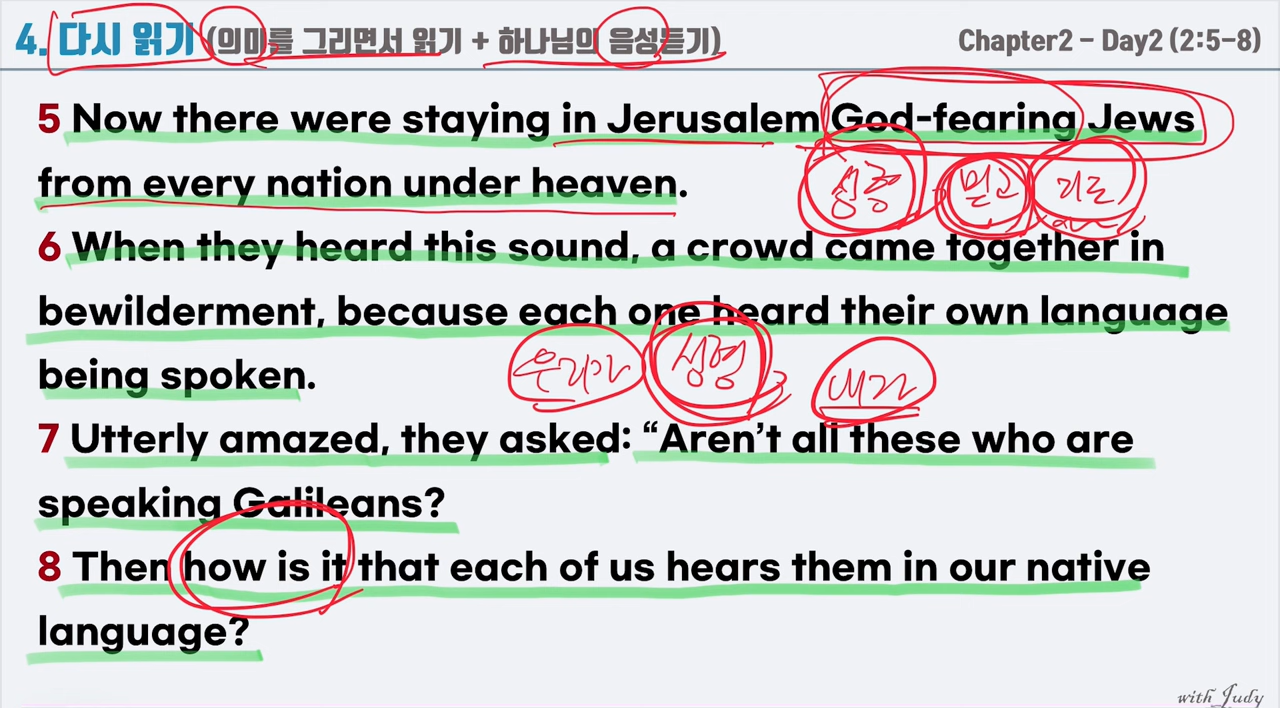 4. 다시 읽기 (의미를 그리면서 읽기 + 하나님의 음성듣기)
Chapter2 - Day2 (2:5-8)
5 Now there were staying in Jerusalem God-fearing Jews
from every nation under heaven.
믿고
6 When they heard this sound, a crowd came together in
bewilderment, because each one heard their own language
being spoken.
우리가 성령 내가
7 Utterly amazed, they asked: “Aren’t all these who are
speaking Galileans?
8 Then how is it that each of us hears them in our native
language?
with Judy